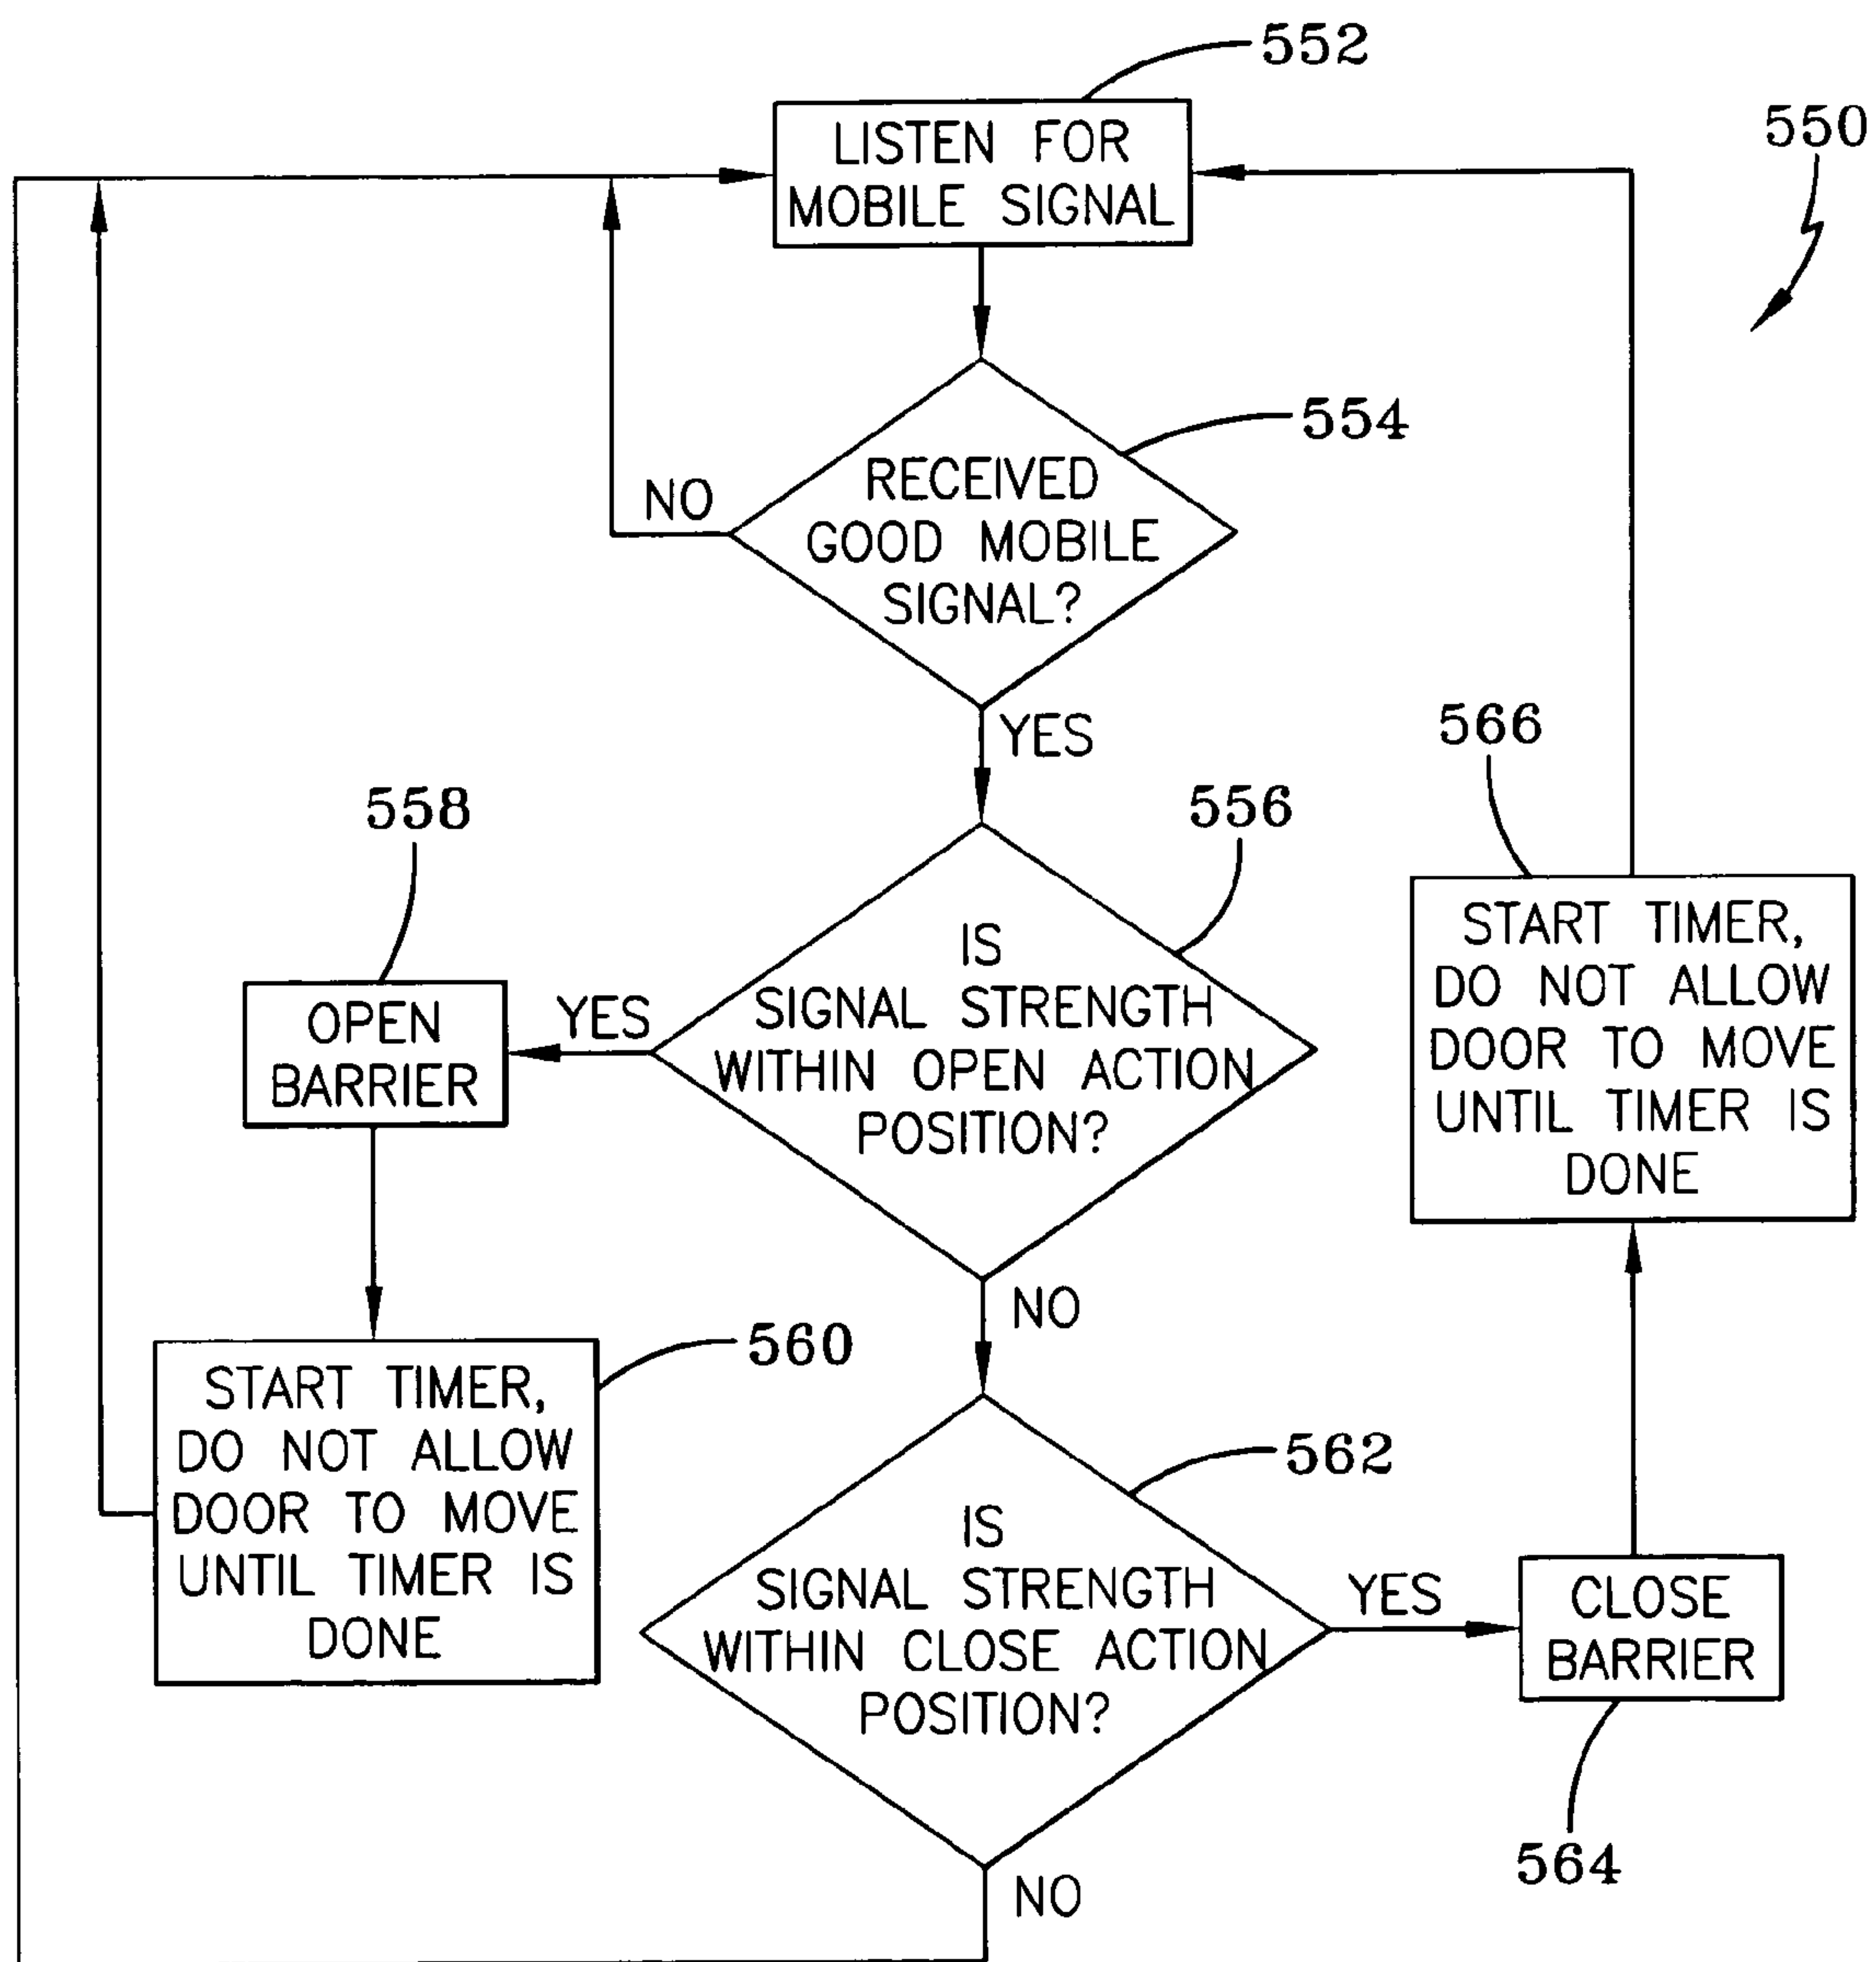 552
LISTEN FOR
MOBILE SIGNAL
550
554
RECEIVED
GOOD MOBILE
SIGNAL?
NO
YES
566
558
556
START TIMER,
DO NOT ALLOW
DOOR TO MOVE
UNTIL TIMER IS
DONE
IS
SIGNAL STRENGTH
WITHIN OPEN ACTION
POSITION?
YES
OPEN
BARRIER
NO
560
START TIMER,
DO NOT ALLOW
DOOR TO MOVE
UNTIL TIMER IS
DONE
562
IS
SIGNAL STRENGTH
WITHIN CLOSE ACTION
POSITION?
YES
CLOSE
BARRIER
564
NO